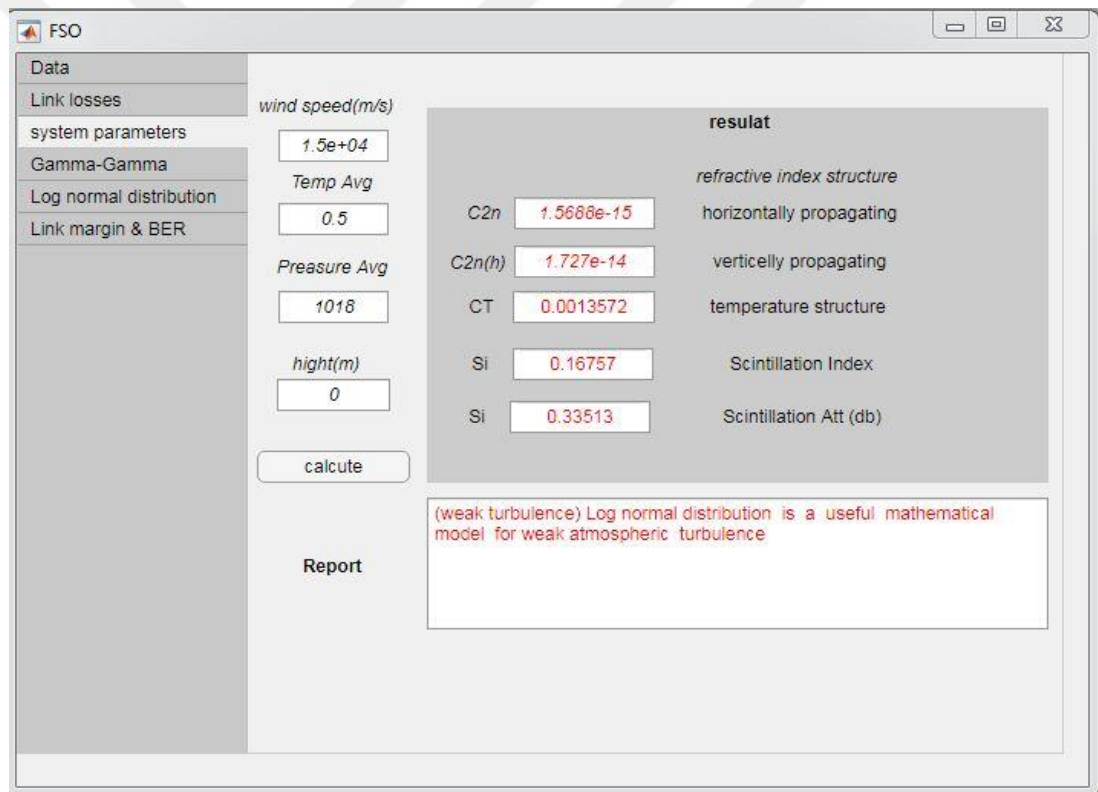 FSO
Data
Link losses
system parameters
Gamma-Gamma
Log normal distribution
Link margin & BER
wind speed(m/s)
1.5e+04
Temp Avg
0.5
Preasure Avg
1018
hight(m)
0
calcute
resulat
refractive index structure
C2n 1.5688e-15 horizontally propagating
C2n(h) 1.727e-14 verticelly propagating
CT 0.0013572 temperature structure
Si 0.16757 Scintillation Index
Si 0.33513 Scintillation Att (db)
Report
(weak turbulence) Log normal distribution is a useful mathematical
model for weak atmospheric turbulence